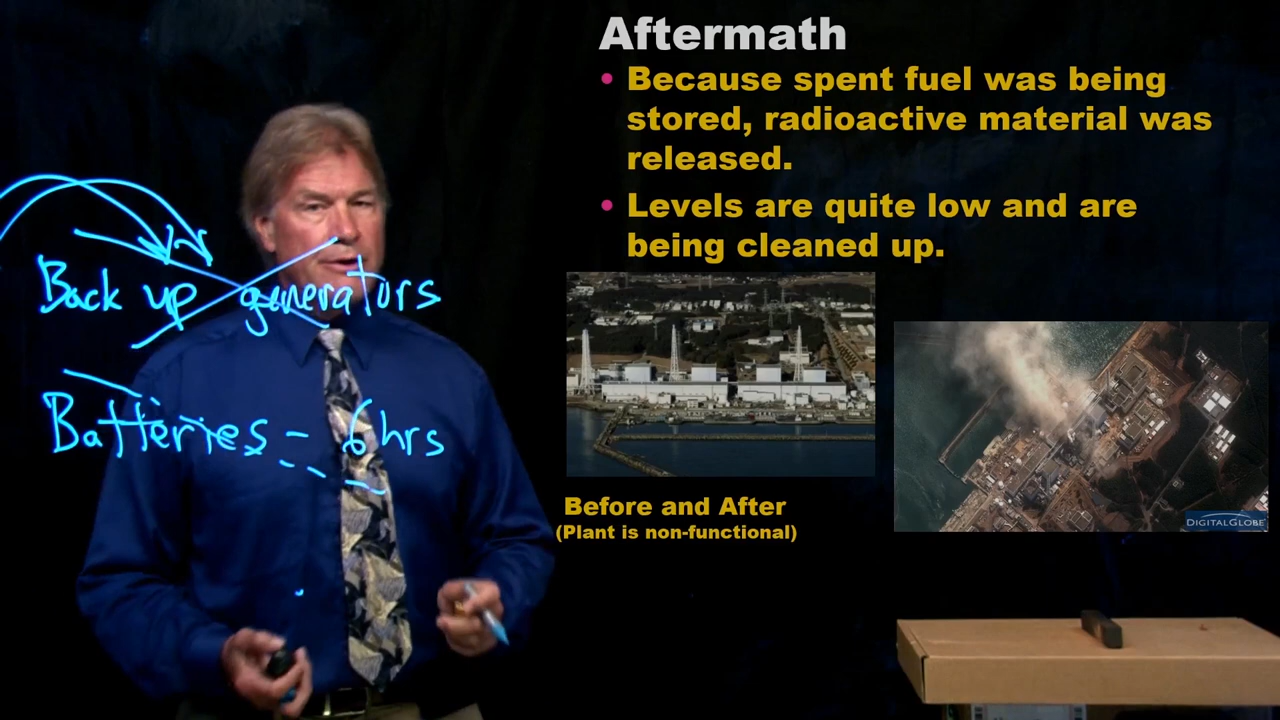 Aftermath
• Because spent fuel was being
stored, radioactive material was
released.
• Levels are quite low and are
being cleaned up.
Back up generators
Batteries - 6hrs
Before and After
(Plant is non-functional)
DIGITALGLOBE